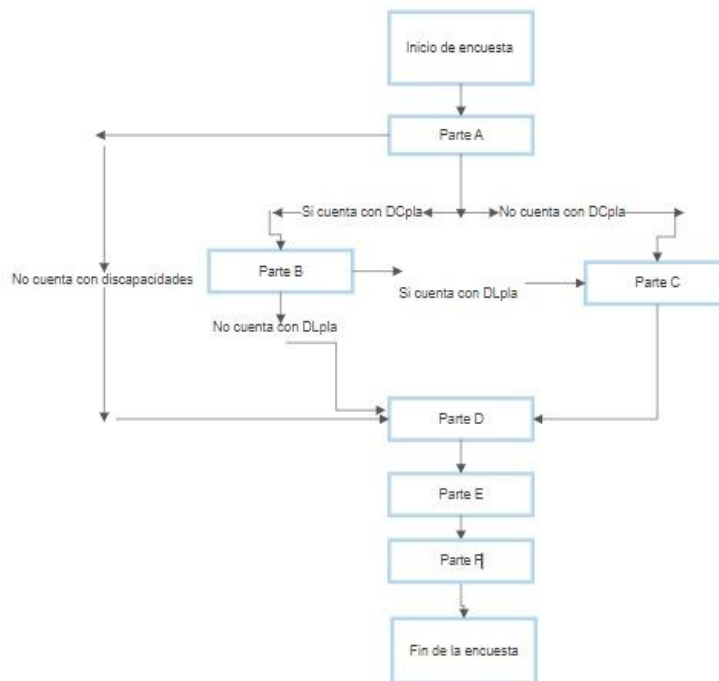 Inicio de encuesta
Parte A
Si cuenta con DCpla
No cuenta con DCpla
Parte B
No cuenta con discapacidades
Si cuenta con DLpla
Parte C
No cuenta con DLpla
Parte D
Parte E
Parte F
Fin de la encuesta